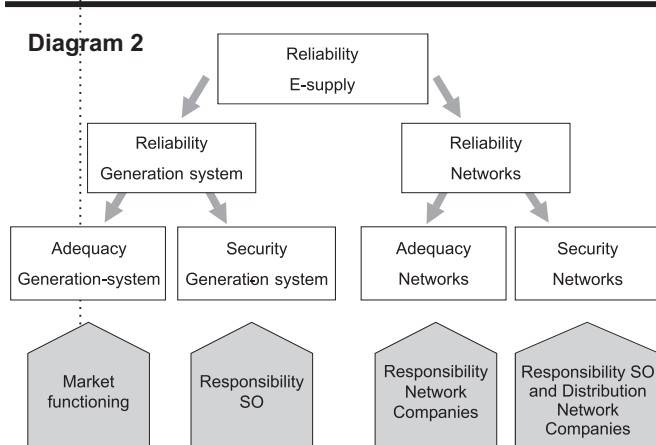 Diagram 2
Reliability
E-supply
Reliability
Generation system
Reliability
Networks
Adequacy
Generation-system
Security
Generation system
Adequacy
Networks
Security
Networks
Market
functioning
Responsibility
SO
Responsibility
Network
Companies
Responsibility SO
and Distribution
Network
Companies